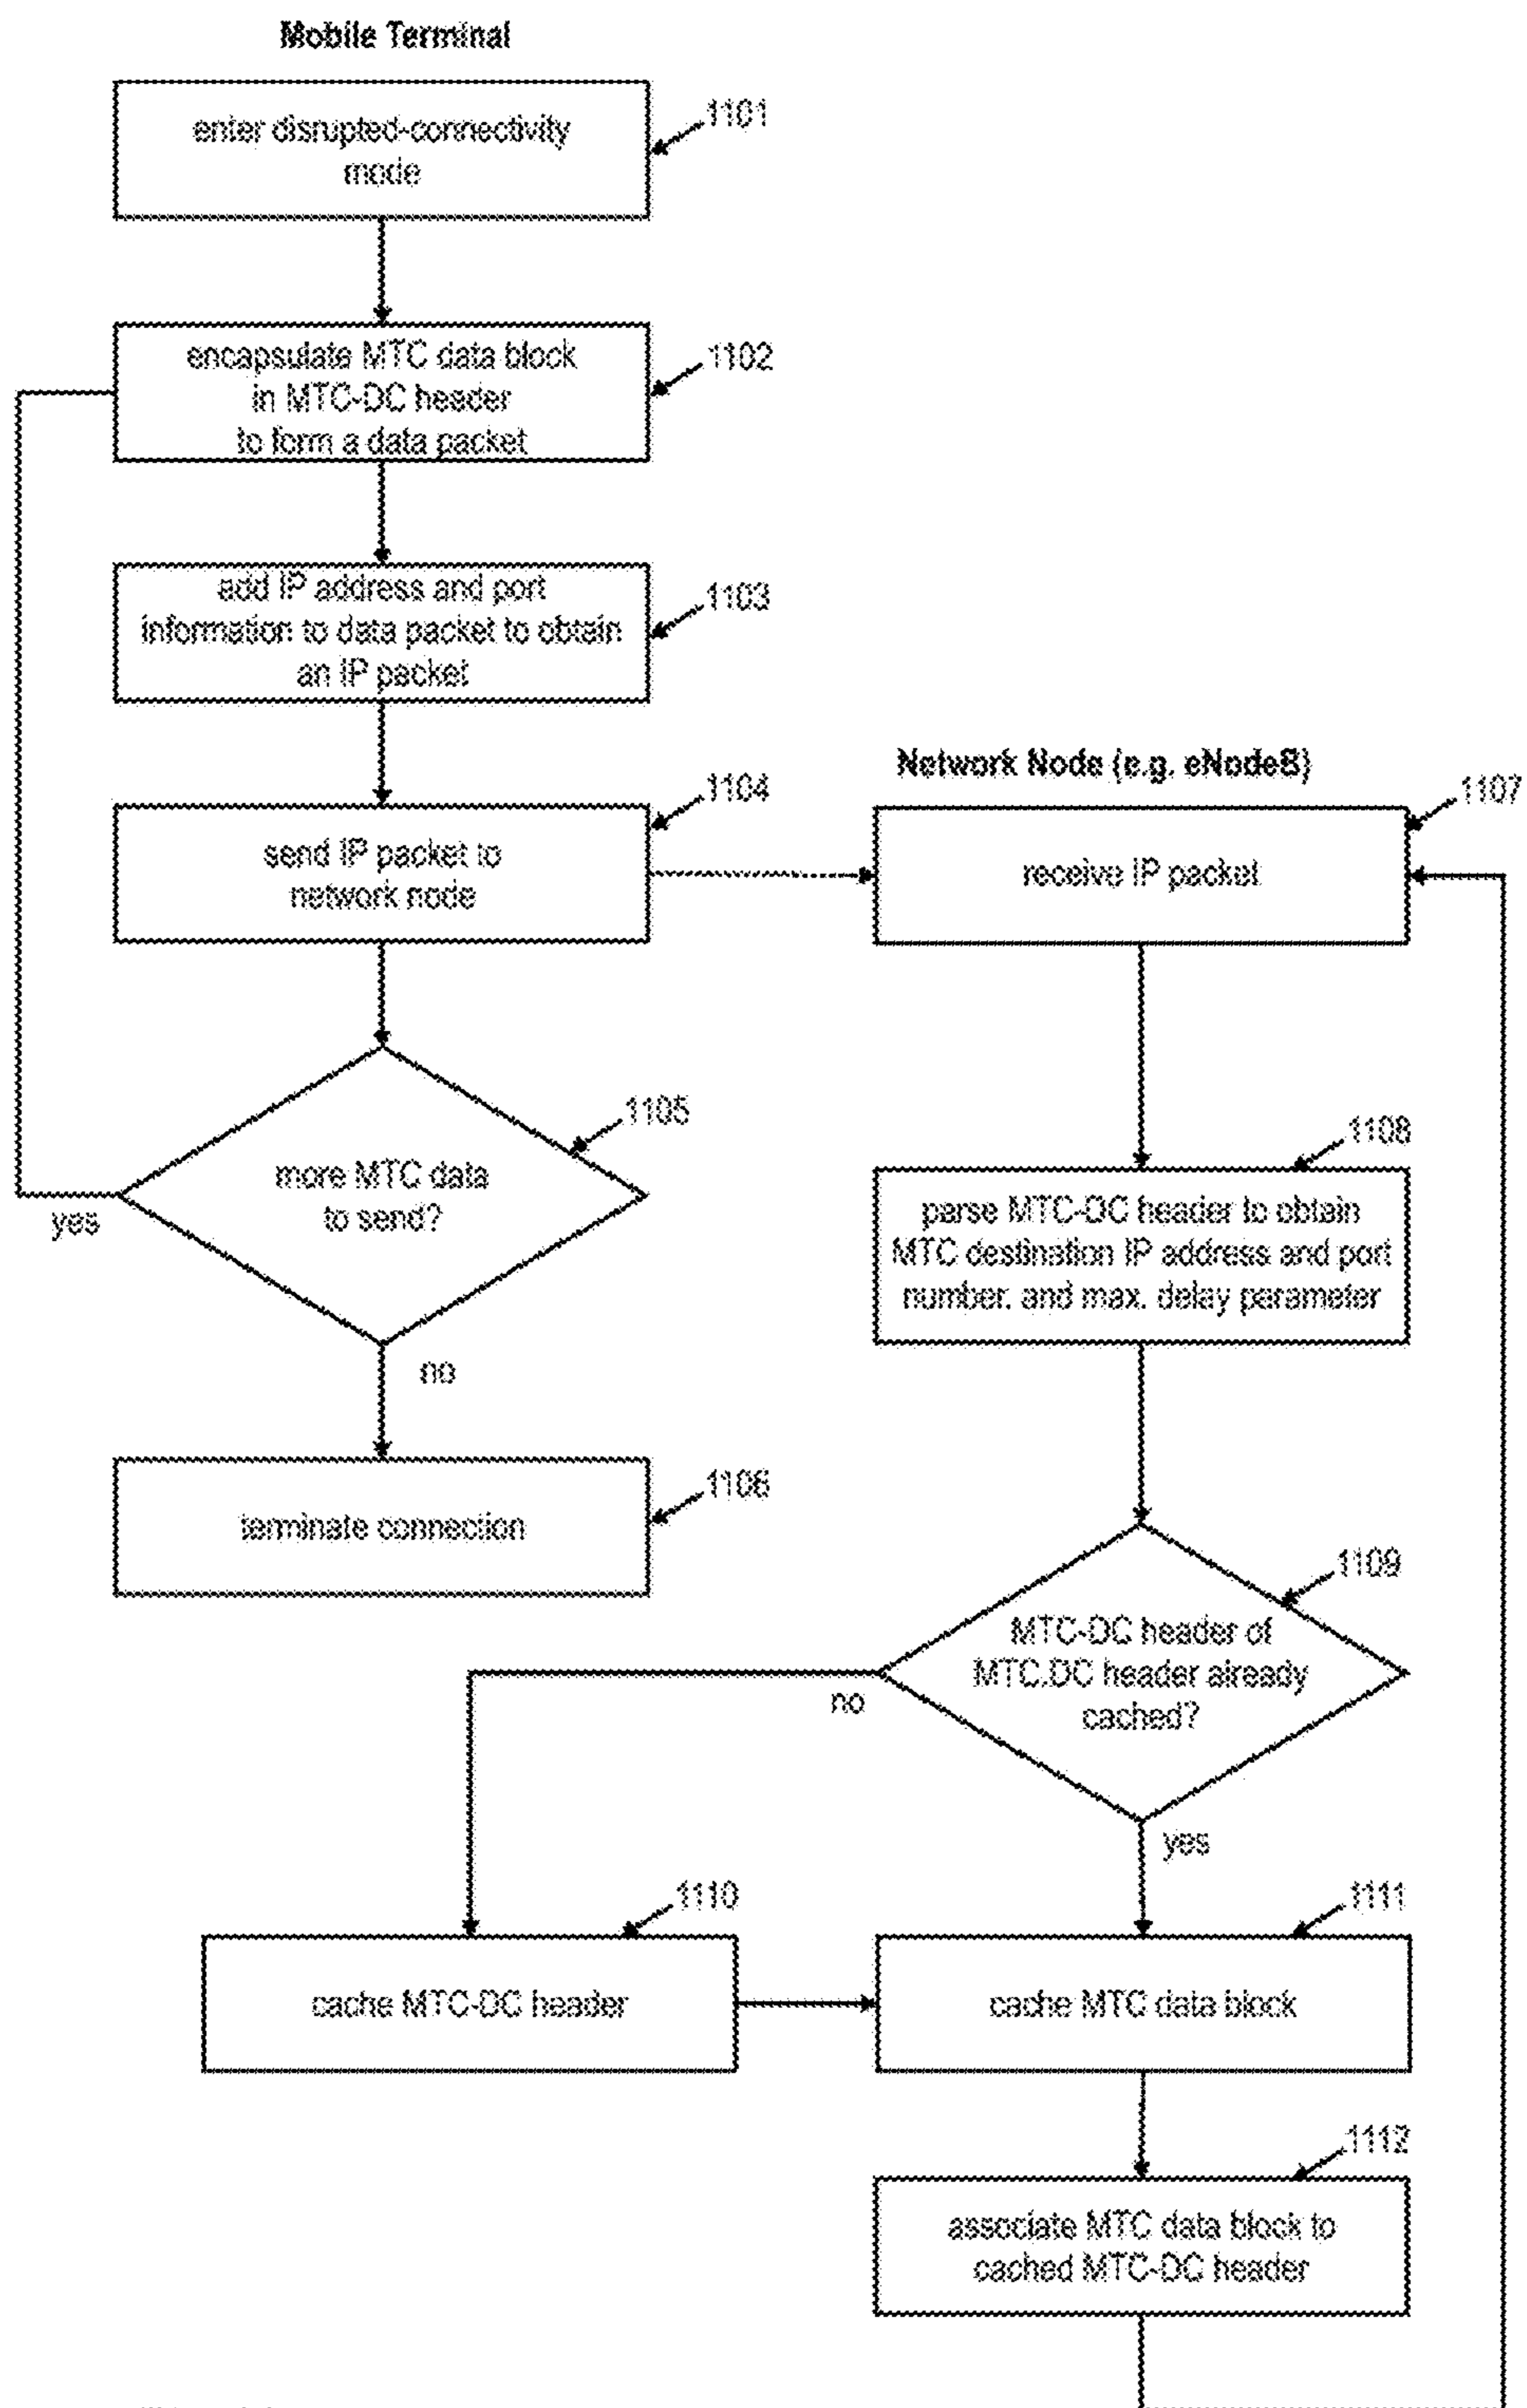 Mobile Terminal
enter disrupted-connectivity
mode
1101
encapsulate MTC data block
in MTC-DC header
to form a data packet
1102
add IP address and port
information to data packet to obtain
an IP packet
1103
send IP packet to
network node
1104
more MTC data
to send?
1105
yes
no
terminate connection
1106
Network Node (e.g. eNodeB)
receive IP packet
1107
parse MTC-DC header to obtain
MTC destination IP address and port
number. and max. delay parameter
1108
MTC-DC header of
MTC.DC header already
cached?
1109
no
yes
cache MTC-DC header
1110
cache MTC data block
1111
associate MTC data block to
cached MTC-DC header
1112